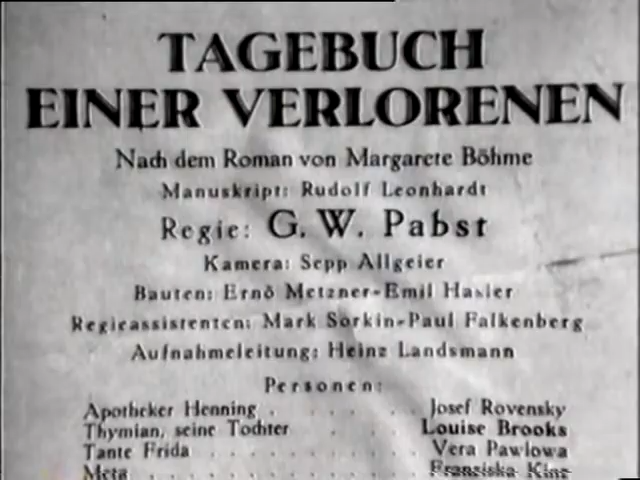 TAGEBUCH
EINER VERLORENEN
Nach dem Roman von Margarete Böhme
Manuskript: Rudolf Leonhardt
Regie: G. W. Pabst
Kamera: Sepp Allgeier
Bauten: Ernö Metzner-Emil Hasler
Regieassistenten: Mark Sorkin-Paul Falkenberg
Aufnahmeleitung: Heinz Landsmann
Personen:
Apotheker Henning . . . . . Josef Rovensky
Thymian, seine Tochter . . . Louise Brooks
Tante Frida . . . . . . . . . Vera Pawlowa
Meta . . . . . . . . . . . Franziska Kinz